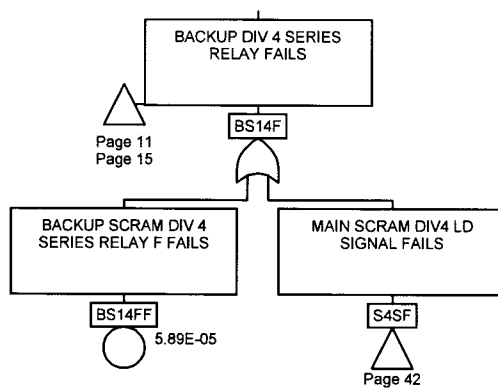 BACKUP DIV 4 SERIES
RELAY FAILS
Page 11
Page 15
BS14F
BACKUP SCRAM DIV 4
SERIES RELAY F FAILS
MAIN SCRAM DIV4 LD
SIGNAL FAILS
BS14FF
5.89E-05
S4SF
Page 42